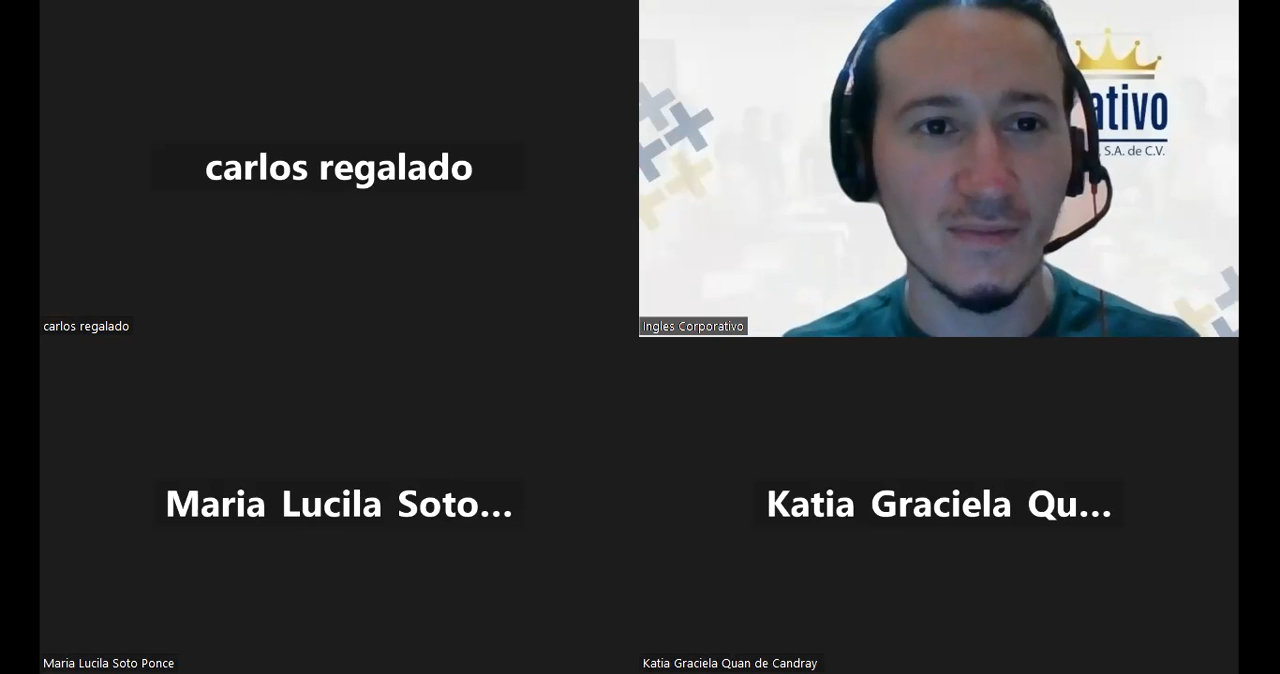 carlos regalado
carlos regalado
ativo
, S.A. de C.V.
Ingles Corporativo
Maria Lucila Soto...
Maria Lucila Soto Ponce
Katia Graciela Qu...
Katia Graciela Quan de Candray